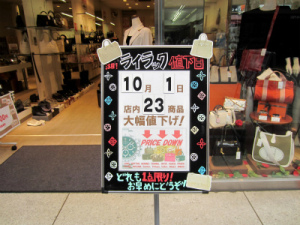 ライラック値下げ
10月1日
店内23商品
大幅値下げ!
PRICE DOWN
どれも1点限り!
お早めにどうぞ!!